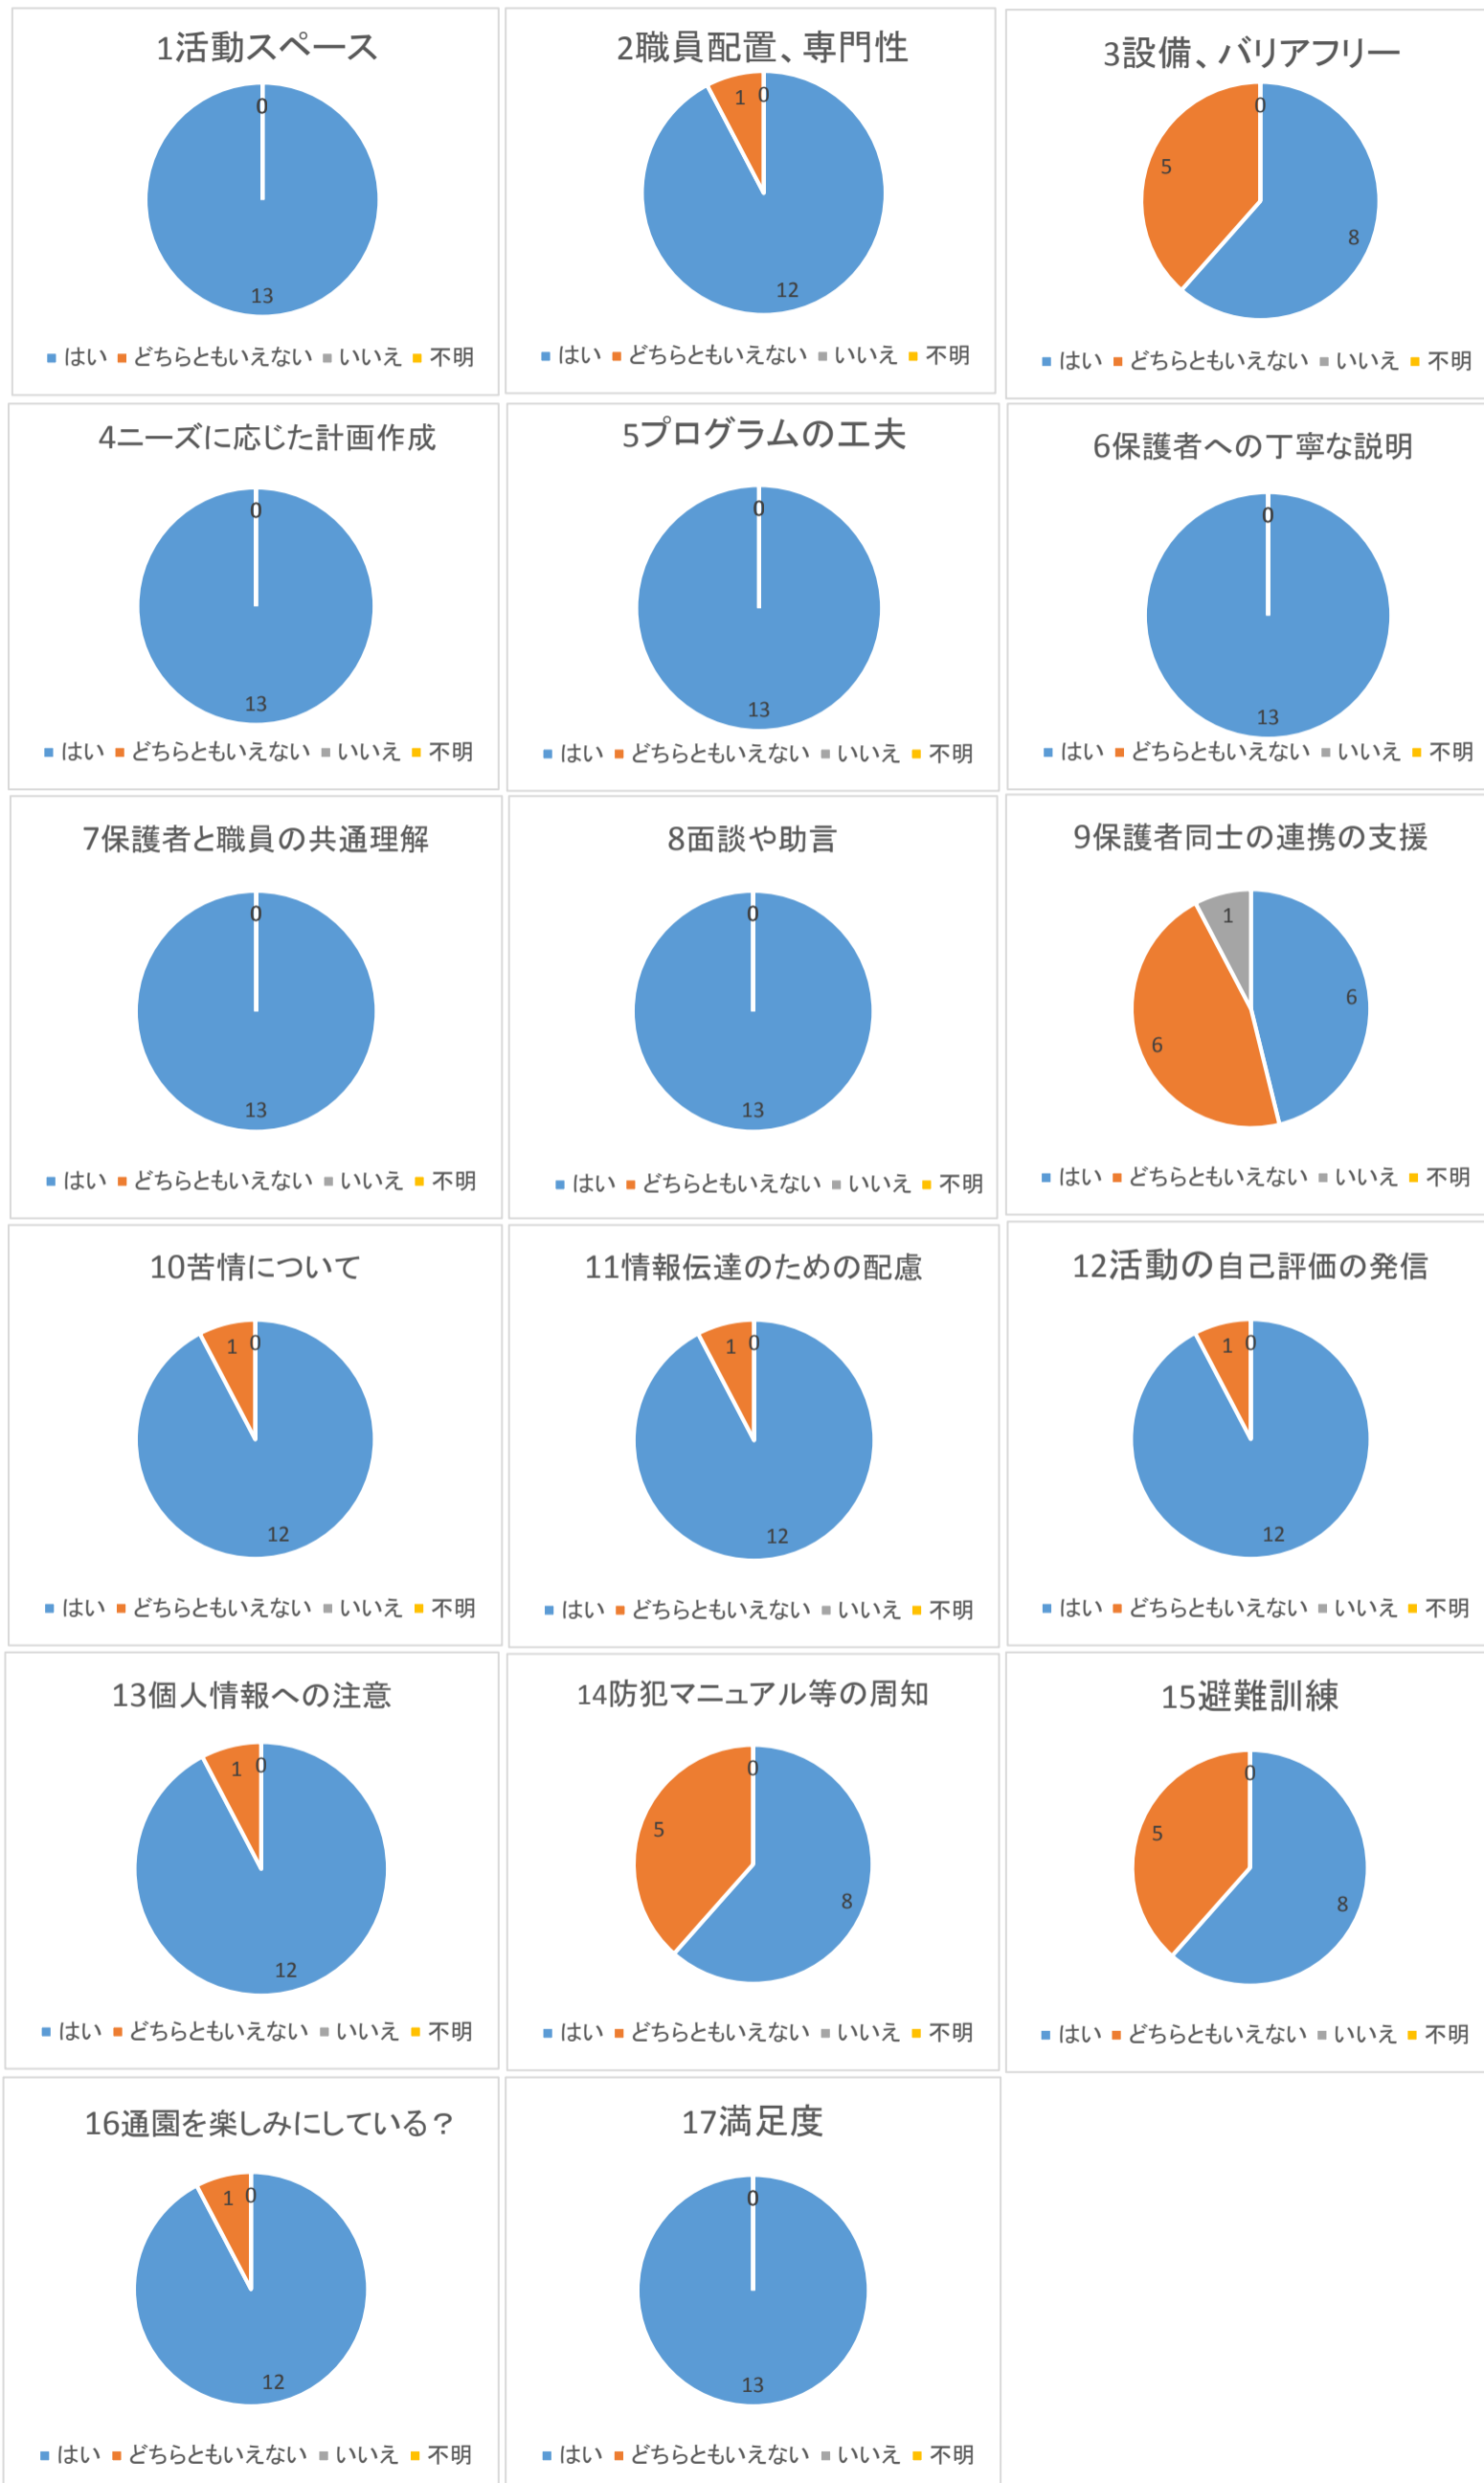 1活動スペース
0
13
はい どちらともいえない いいえ 不明
2職員配置、専門性
1 0
12
はい どちらともいえない いいえ 不明
3設備、バリアフリー
0
5
8
はい どちらともいえない いいえ 不明
4ニーズに応じた計画作成
0
13
はい どちらともいえない いいえ 不明
5プログラムの工夫
0
13
はい どちらともいえない いいえ 不明
6保護者への丁寧な説明
0
13
はい どちらともいえない いいえ 不明
7保護者と職員の共通理解
0
13
はい どちらともいえない いいえ 不明
8面談や助言
0
13
はい どちらともいえない いいえ 不明
9保護者同士の連携の支援
1
6
6
はい どちらともいえない いいえ 不明
10苦情について
1 0
12
はい どちらともいえない いいえ 不明
11情報伝達のための配慮
1 0
12
はい どちらともいえない いいえ 不明
12活動の自己評価の発信
1 0
12
はい どちらともいえない いいえ 不明
13個人情報への注意
1 0
12
はい どちらともいえない いいえ 不明
14防犯マニュアル等の周知
0
5
8
はい どちらともいえない いいえ 不明
15避難訓練
0
5
8
はい どちらともいえない いいえ 不明
16通園を楽しみにしている？
1 0
12
はい どちらともいえない いいえ 不明
17満足度
0
13
はい どちらともいえない いいえ 不明